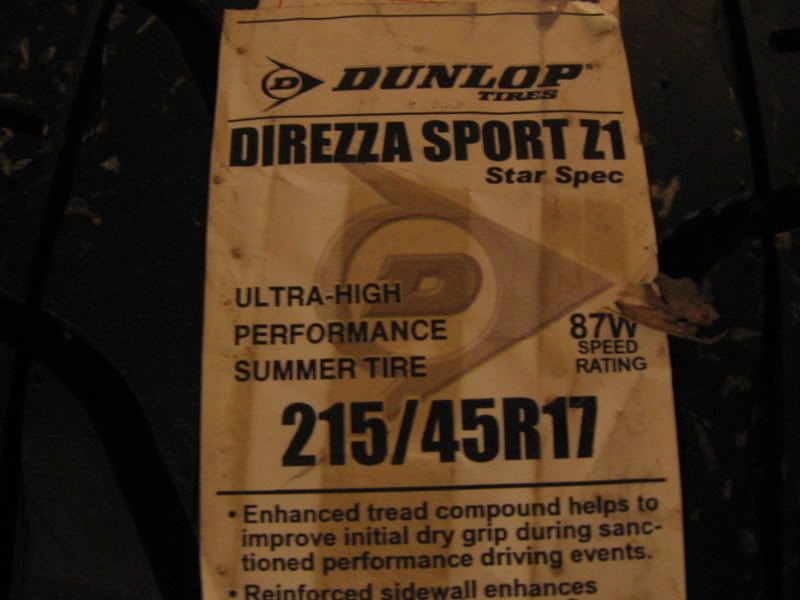 D DUNLOP®
TIRES
DIREZZA SPORT Z1
Star Spec
D
ULTRA-HIGH
PERFORMANCE
SUMMER TIRE
87W
SPEED
RATING
215/45R17
• Enhanced tread compound helps to
improve initial dry grip during sanc-
tioned performance driving events.
• Reinforced sidewall enhances